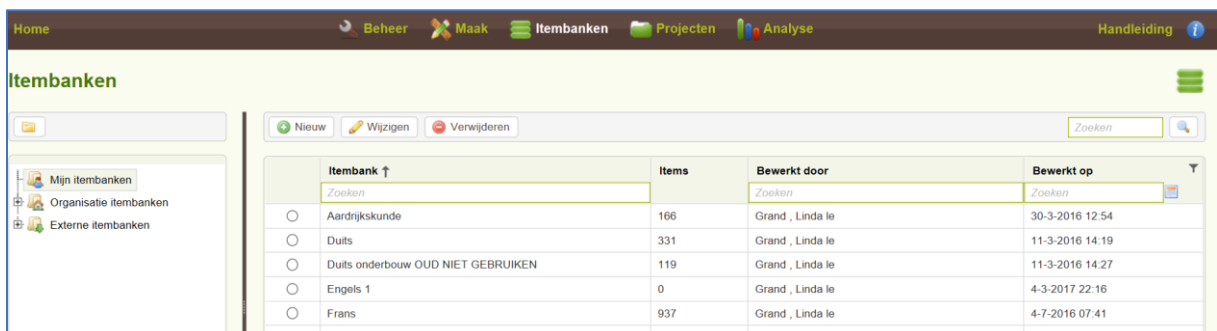 Home Beheer Maak Itembanken Projecten Analyse Handleiding
Itembanken
Nieuw Wijzigen Verwijderen Zoeken
Mijn itembanken
Organisatie itembanken
Externe itembanken
Itembank ↑ Items Bewerkt door Bewerkt op
Zoeken Zoeken Zoeken
Aardrijkskunde 166 Grand , Linda le 30-3-2016 12:54
Duits 331 Grand , Linda le 11-3-2016 14:19
Duits onderbouw OUD NIET GEBRUIKEN 119 Grand , Linda le 11-3-2016 14:27
Engels 1 0 Grand , Linda le 4-3-2017 22:16
Frans 937 Grand , Linda le 4-7-2016 07:41